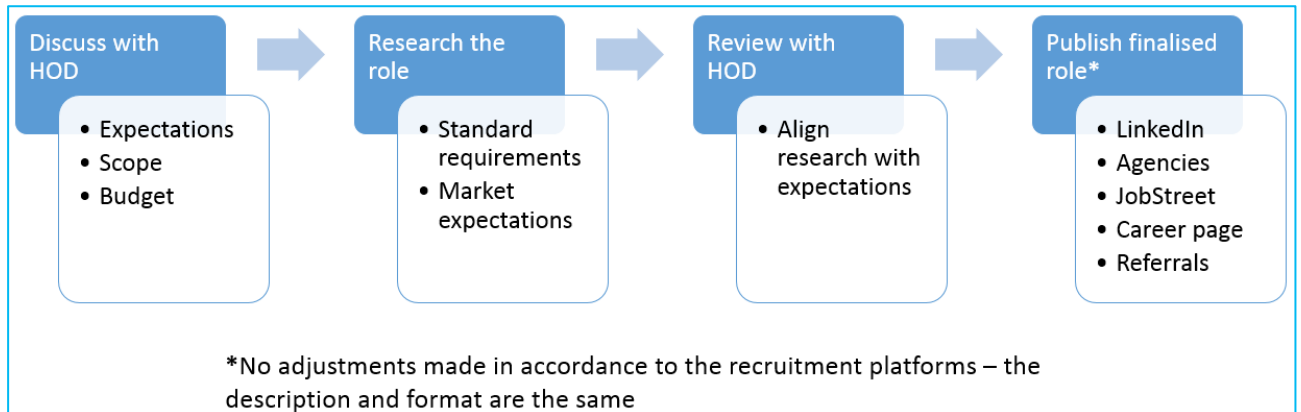 Discuss with
HOD
• Expectations
• Scope
• Budget
Research the
role
• Standard
requirements
• Market
expectations
Review with
HOD
• Align
research with
expectations
Publish finalised
role*
• LinkedIn
• Agencies
• JobStreet
• Career page
• Referrals
*No adjustments made in accordance to the recruitment platforms – the
description and format are the same